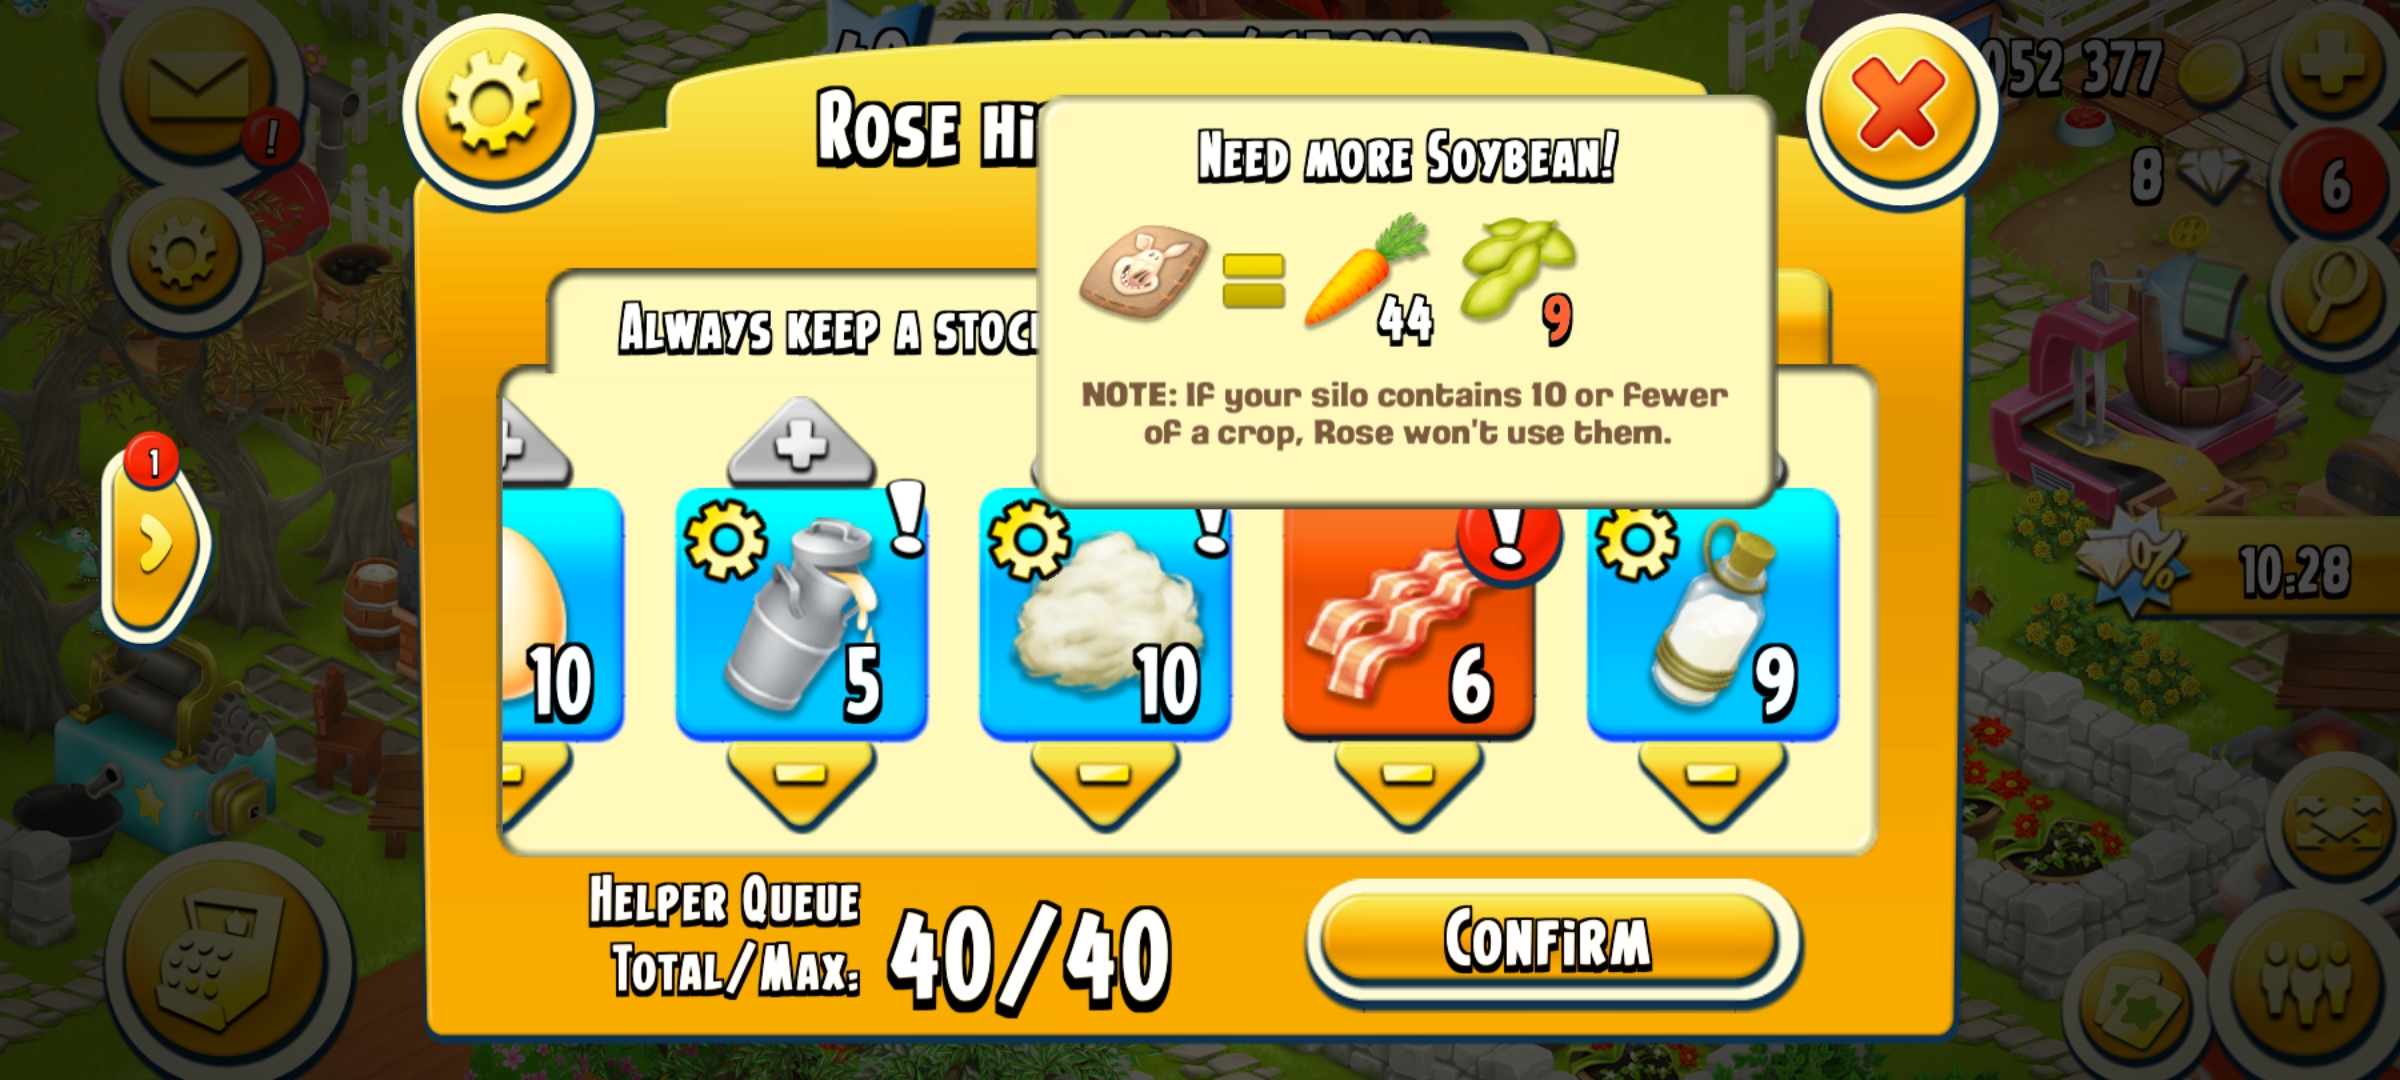 052 377
8
6
!
ROSE Hi
NEED MORE SOYBEAN!
44
9
NOTE: If your silo contains 10 or fewer
of a crop, Rose won't use them.
ALWAYS KEEP A STOC
1
!
!
!
10
5
10
6
9
%
10:28
HELPER QUEUE
TOTAL/MAX:
40/40
CONFiRM